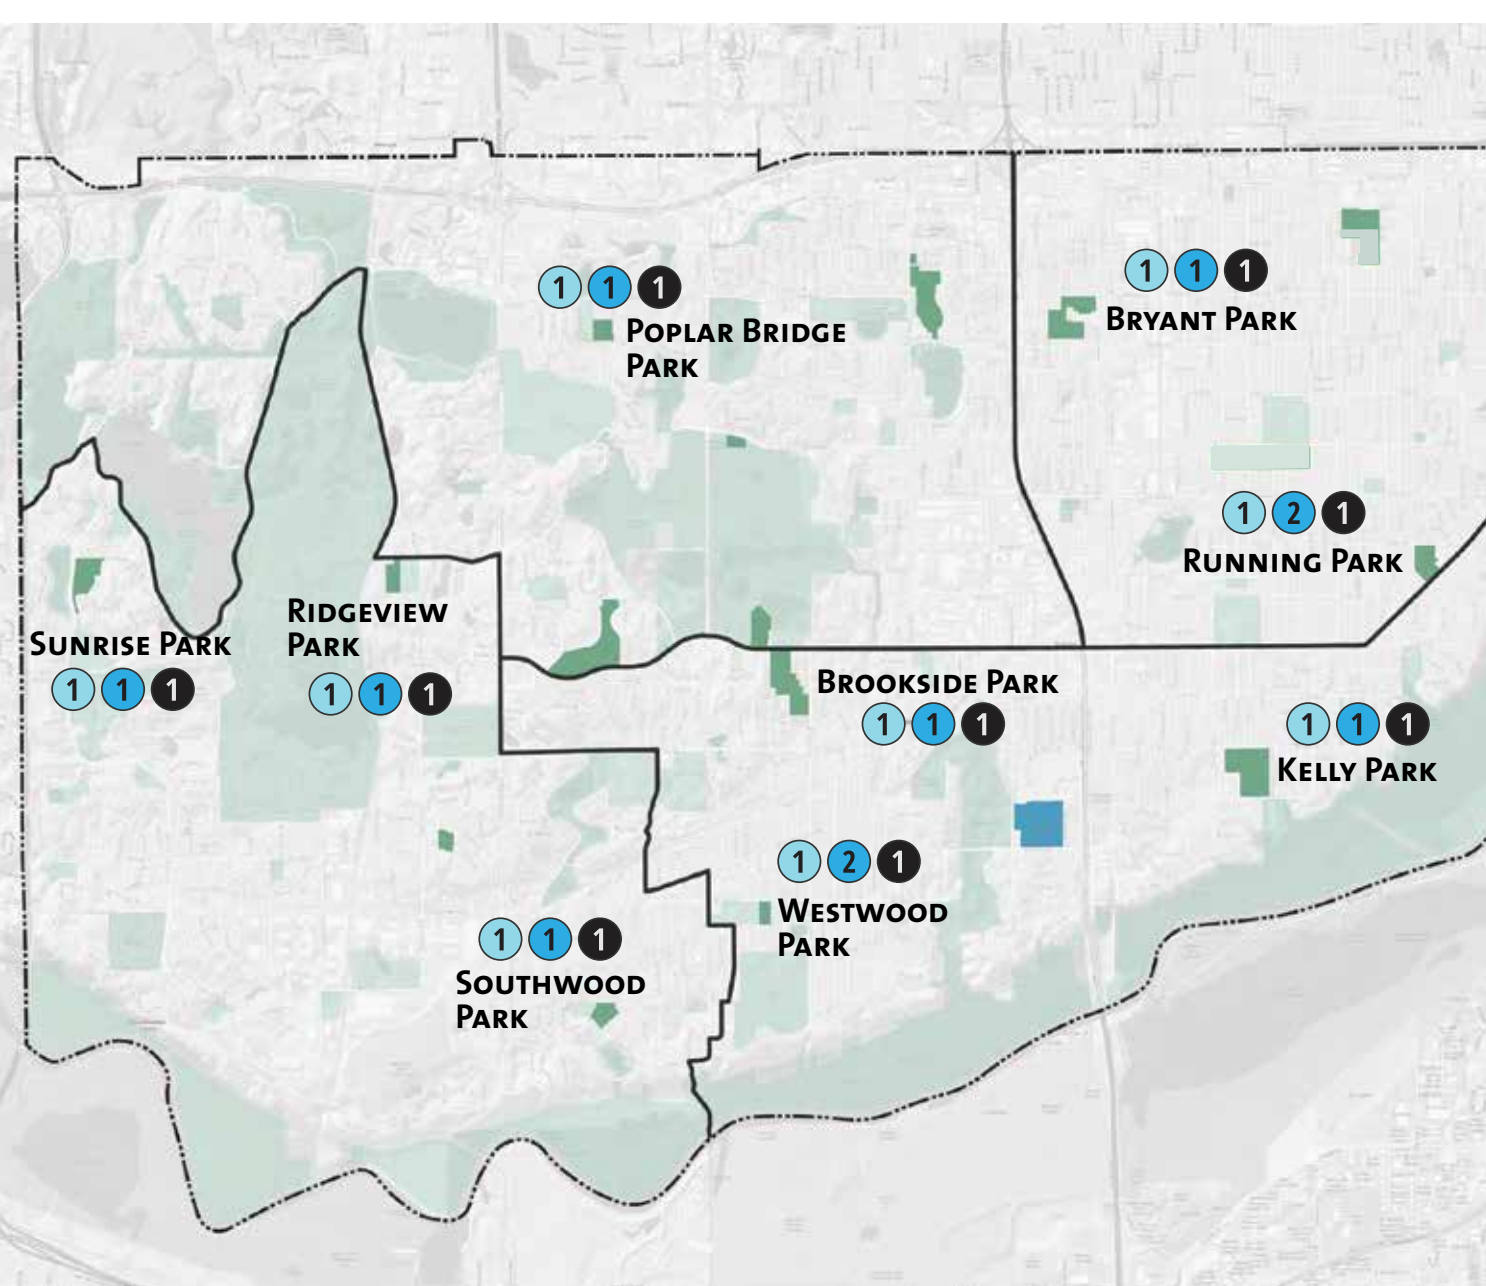 1 1 1
POPLAR BRIDGE
PARK
1 1 1
BRYANT PARK
1 2 1
RUNNING PARK
SUNRISE PARK
1 1 1
RIDGEVIEW
PARK
1 1 1
BROOKSIDE PARK
1 1 1
1 1 1
KELLY PARK
1 2 1
WESTWOOD
PARK
1 1 1
SOUTHWOOD
PARK